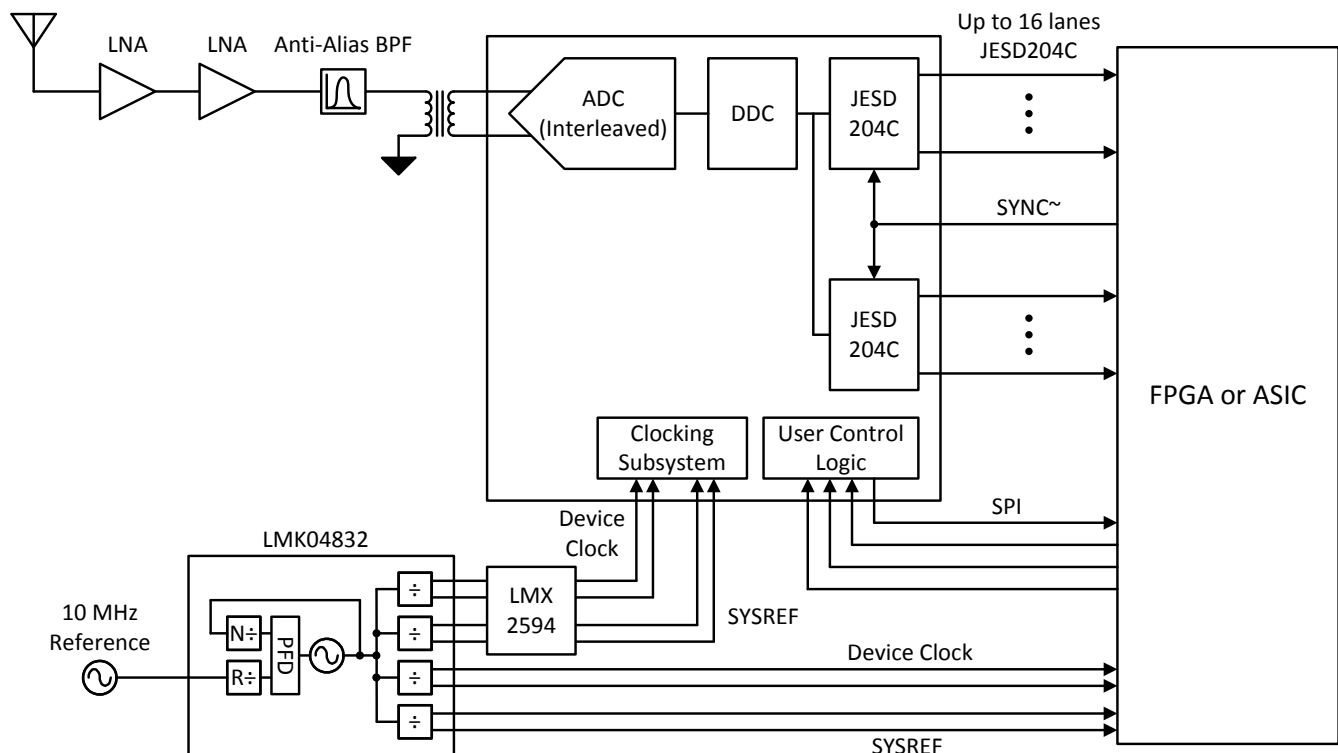 LNA
LNA
Anti-Alias BPF
ADC
(Interleaved)
DDC
JESD
204C
Up to 16 lanes
JESD204C
SYNC~
JESD
204C
FPGA or ASIC
Clocking
Subsystem
User Control
Logic
SPI
Device
Clock
LMK04832
10 MHz
Reference
N÷
R÷
PFD
÷
÷
÷
÷
LMX
2594
SYSREF
Device Clock
SYSREF